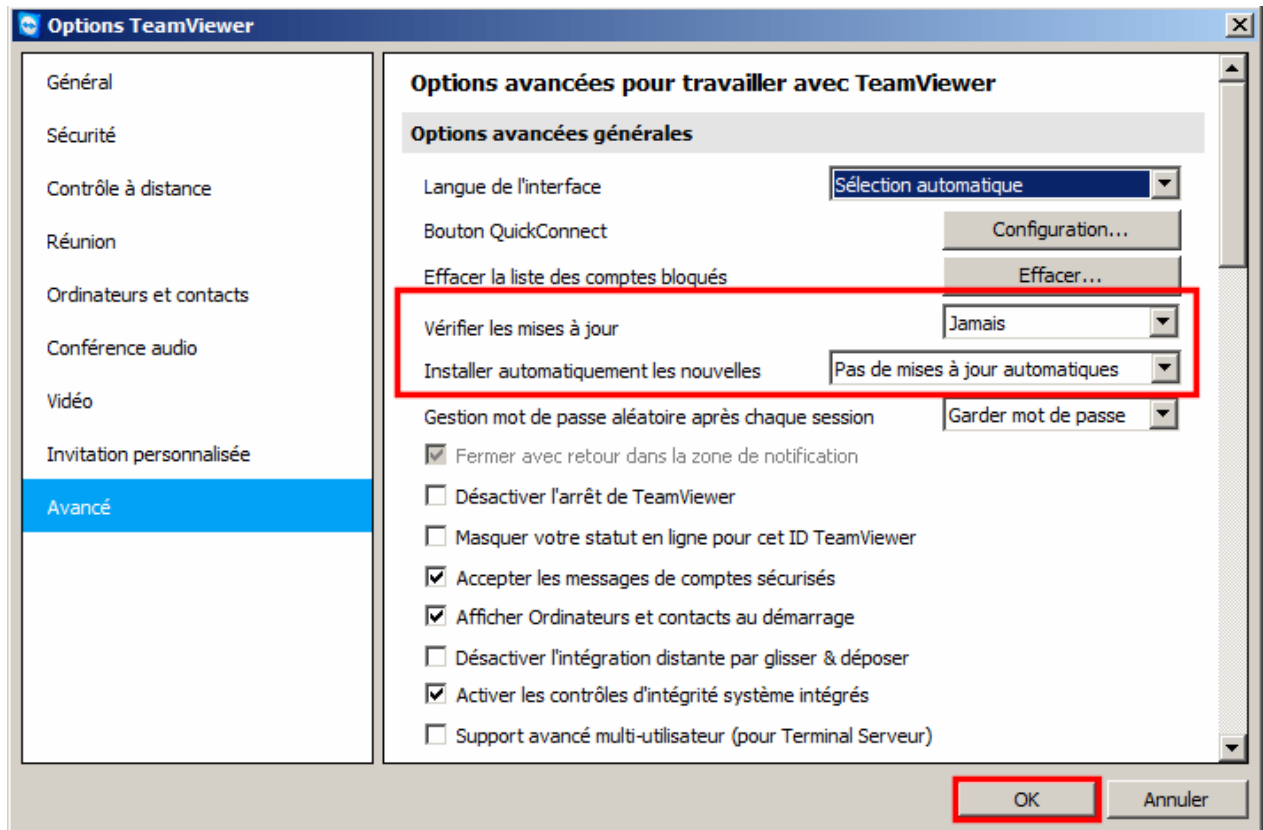 Options TeamViewer
Général
Sécurité
Contrôle à distance
Réunion
Ordinateurs et contacts
Conférence audio
Vidéo
Invitation personnalisée
Avancé
Options avancées pour travailler avec TeamViewer
Options avancées générales
Langue de l'interface Sélection automatique
Bouton QuickConnect Configuration...
Effacer la liste des comptes bloqués Effacer...
Vérifier les mises à jour Jamais
Installer automatiquement les nouvelles Pas de mises à jour automatiques
Gestion mot de passe aléatoire après chaque session Garder mot de passe
Fermer avec retour dans la zone de notification
Désactiver l'arrêt de TeamViewer
Masquer votre statut en ligne pour cet ID TeamViewer
Accepter les messages de comptes sécurisés
Afficher Ordinateurs et contacts au démarrage
Désactiver l'intégration distante par glisser & déposer
Activer les contrôles d'intégrité système intégrés
Support avancé multi-utilisateur (pour Terminal Serveur)
OK Annuler